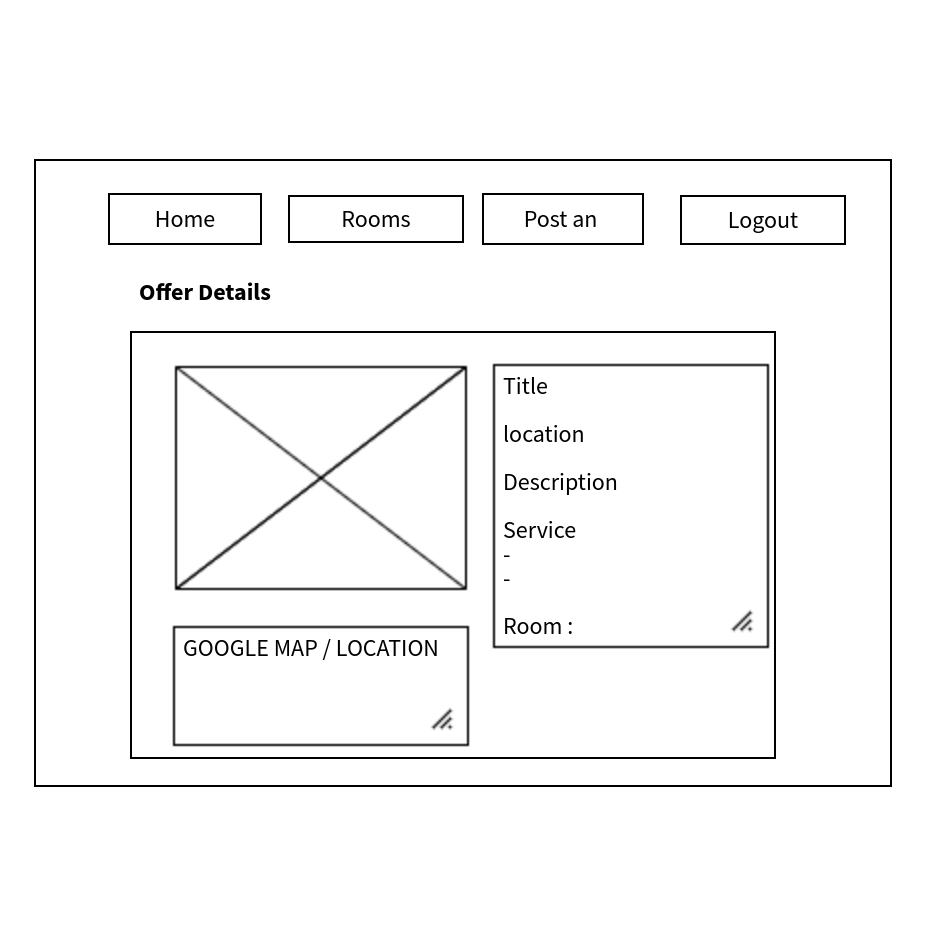 Home
Rooms
Post an
Logout
Offer Details
Title
location
Description
Service
-
-
Room :
GOOGLE MAP / LOCATION